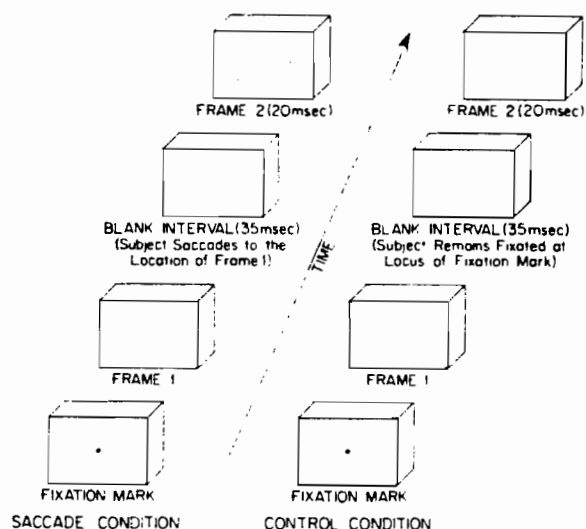 FRAME 2 (20msec)
FRAME 2 (20msec)
BLANK INTERVAL (35msec)
(Subject Saccades to the
Location of Frame 1)
BLANK INTERVAL (35msec)
(Subject Remains Fixated at
Locus of Fixation Mark)
TIME
FRAME 1
FRAME 1
FIXATION MARK
FIXATION MARK
SACCADE CONDITION
CONTROL CONDITION